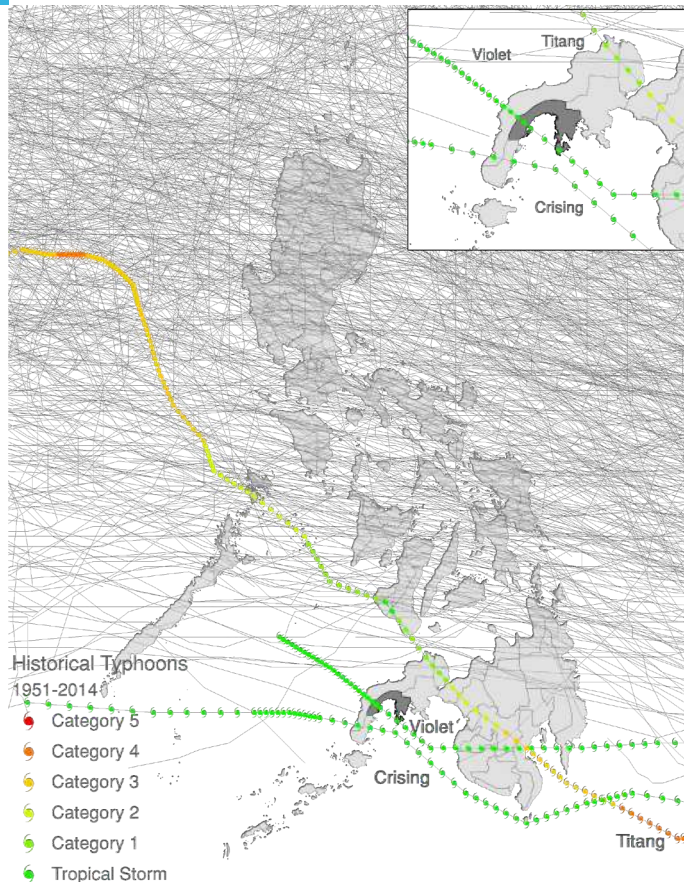 Titang
Violet
Crising
Historical Typhoons
1951-2014
Category 5
Category 4
Category 3
Category 2
Category 1
Tropical Storm
Violet
Crising
Titang